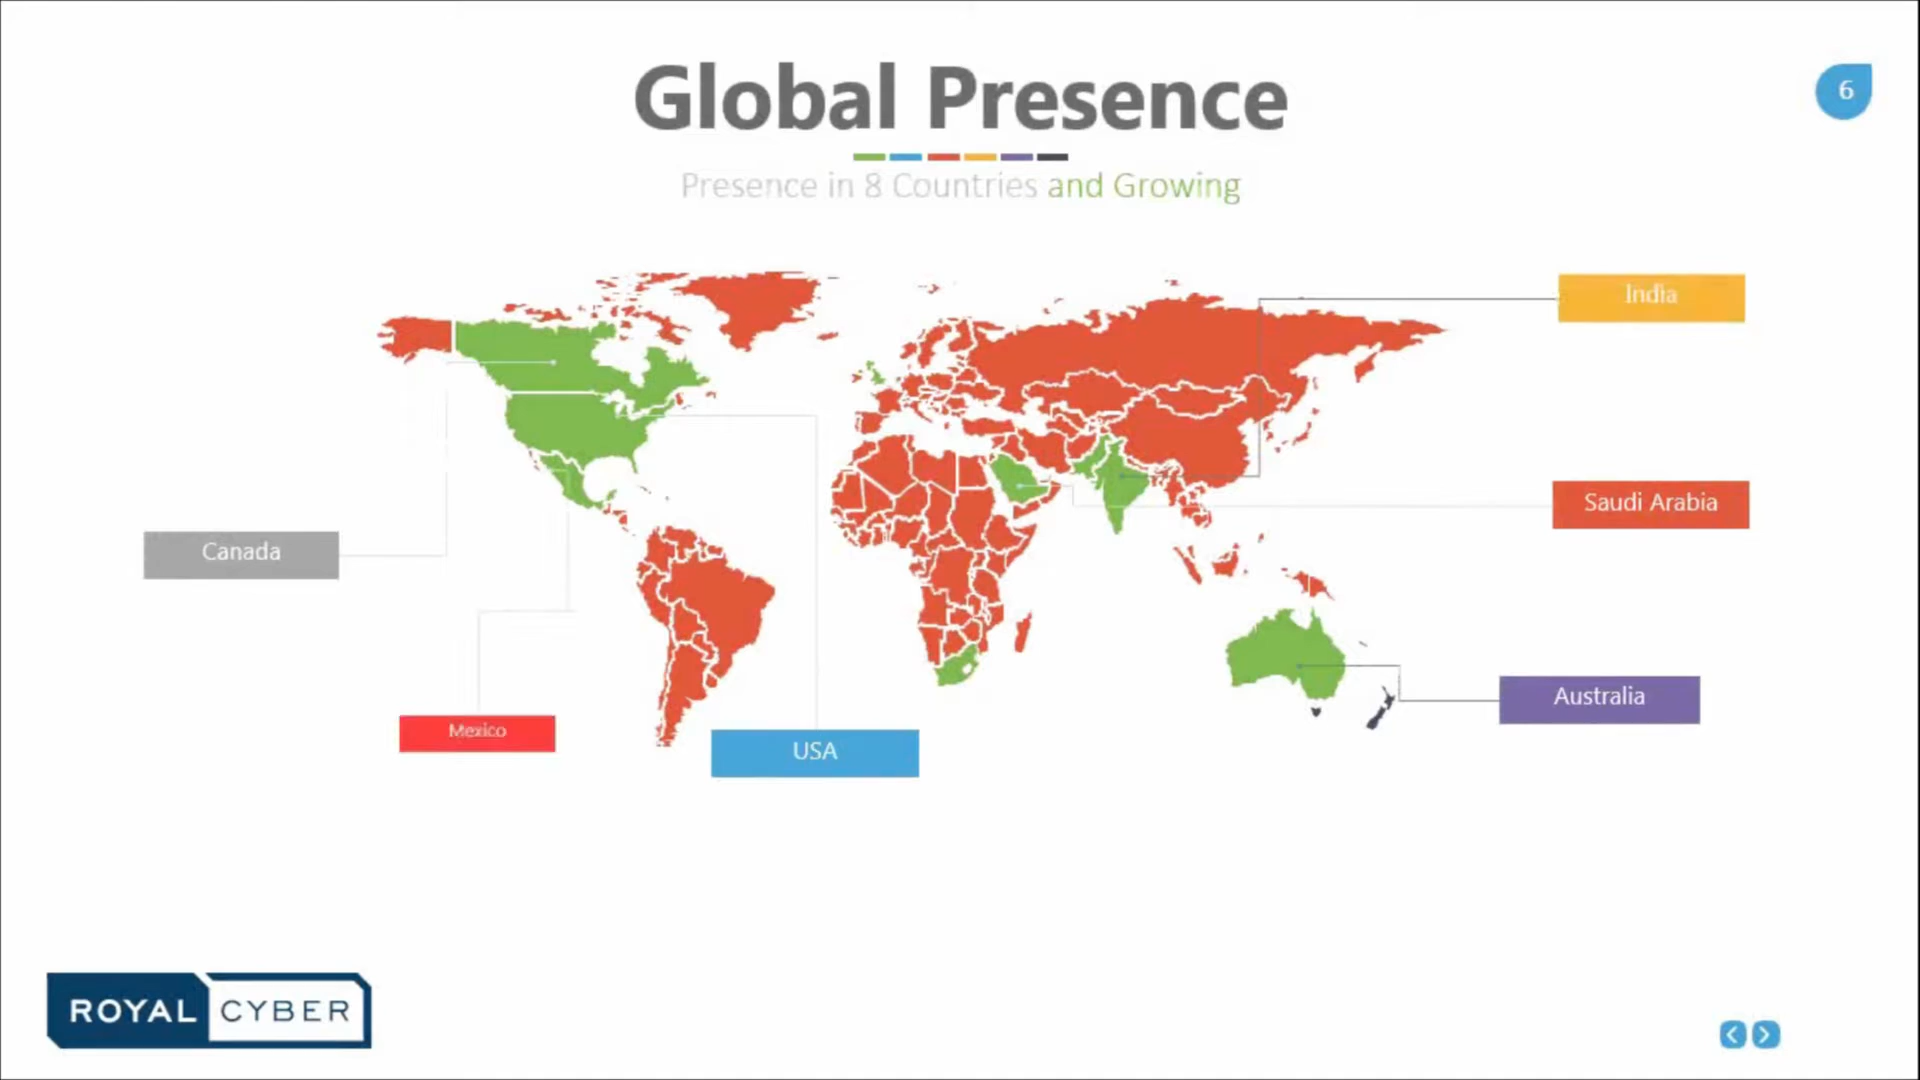 Global Presence
6
Presence in 8 Countries and Growing
India
Saudi Arabia
Canada
Australia
Mexico
USA
ROYAL CYBER